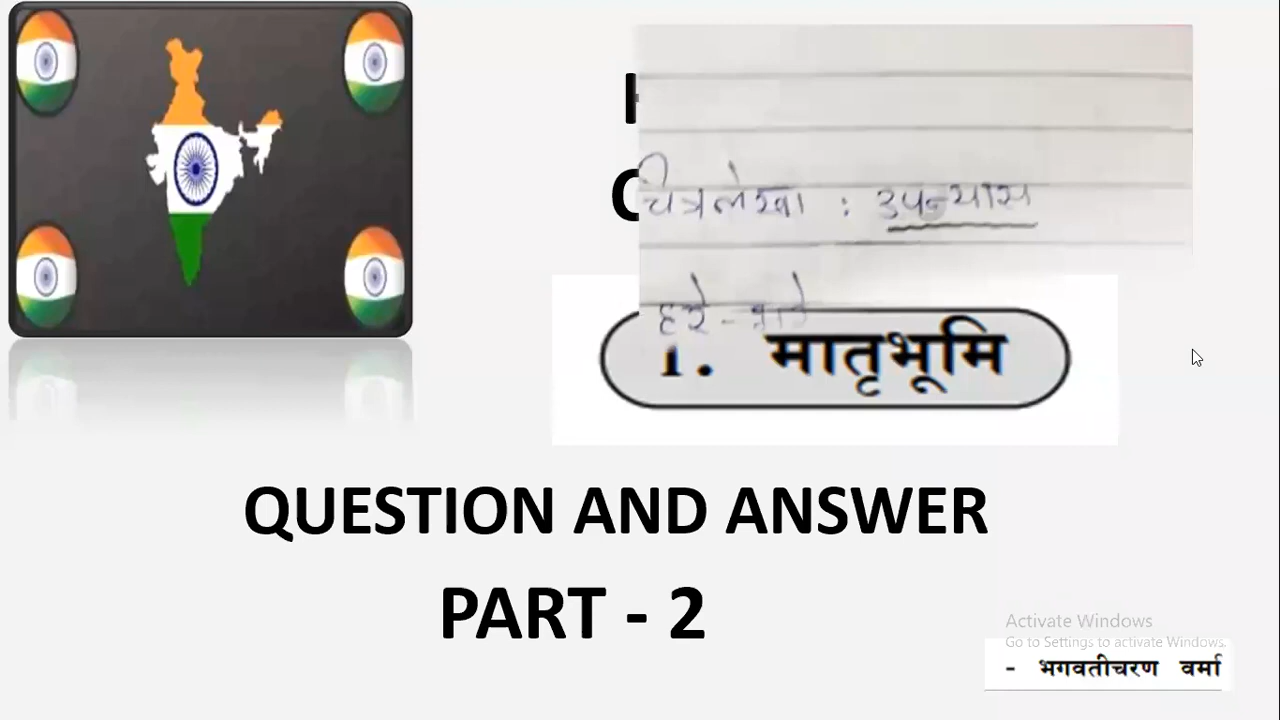 चित्रलेखा : उपन्यास
हरे -
1. मातृभूमि
QUESTION AND ANSWER
PART - 2
Activate Windows
Go to Settings to activate Windows.
- भगवतीचरण वर्मा